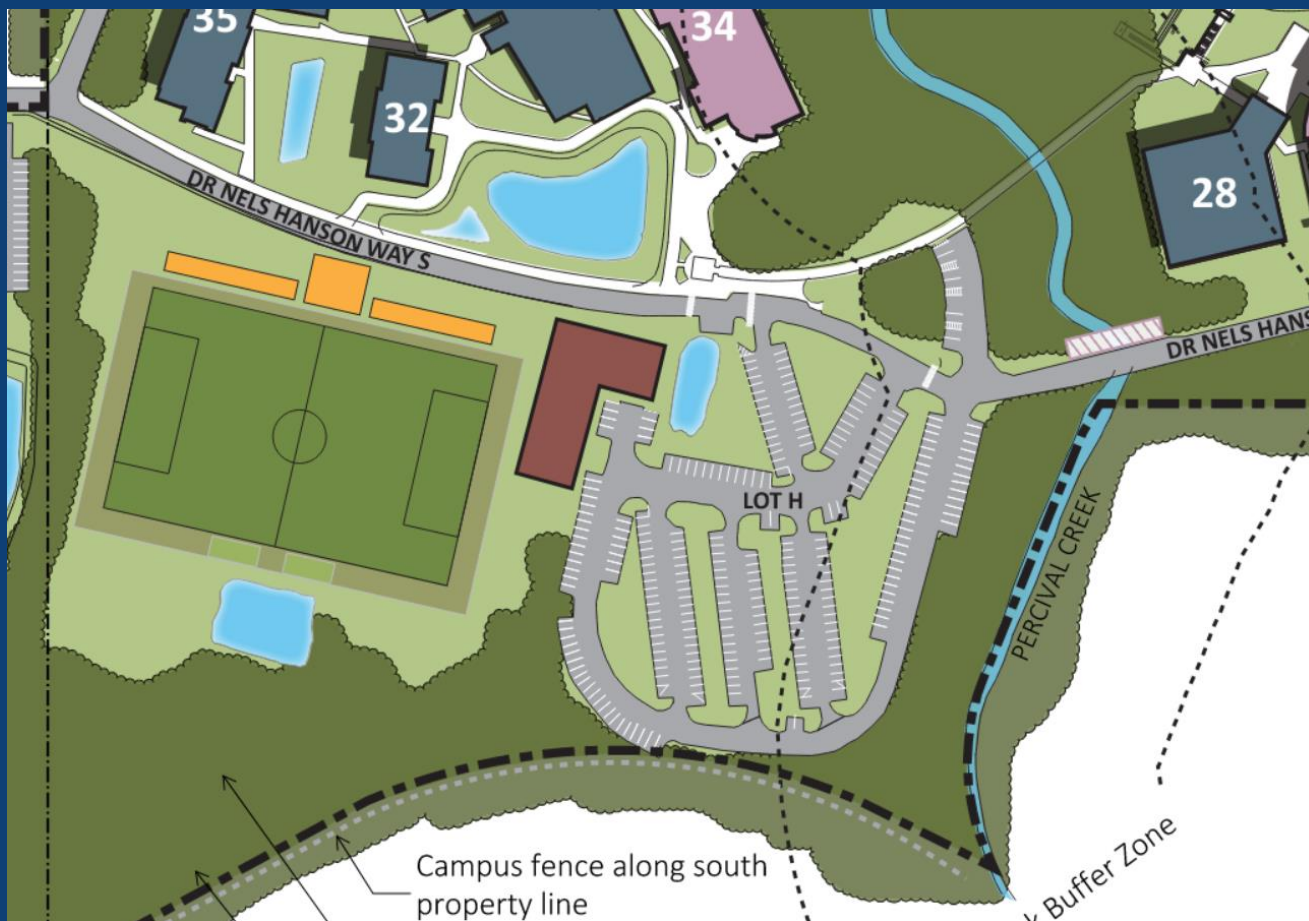 35
34
32
28
DR NELS HANSON WAY S
DR NELS HANS
LOT H
PERCIVAL CREEK
Campus fence along south
property line
k Buffer Zone